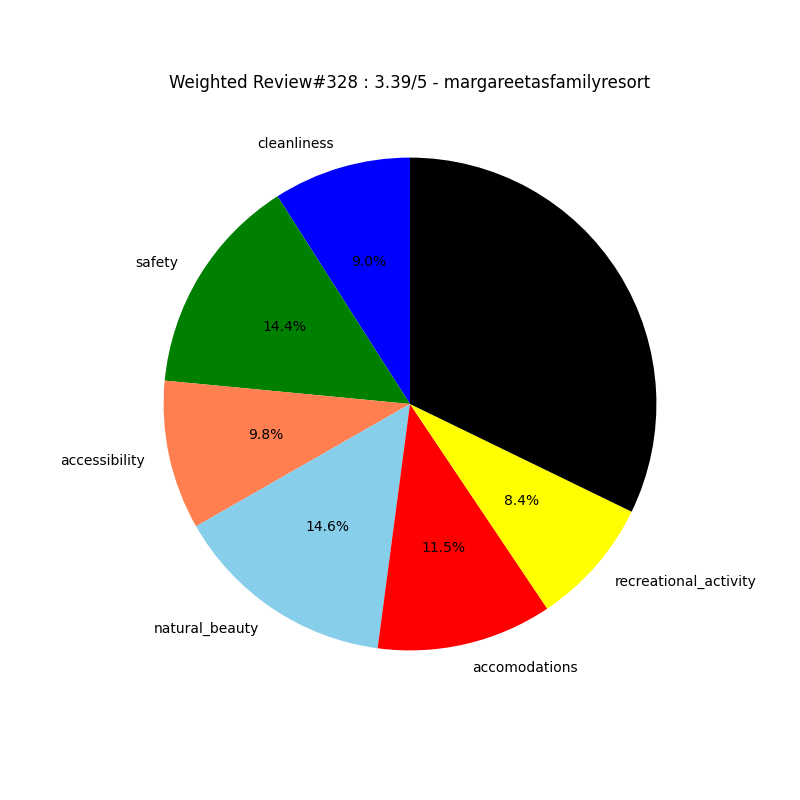 Weighted Review#328 : 3.39/5 - margareetasfamilyresort
cleanliness
9.0%
safety
14.4%
accessibility
9.8%
natural_beauty
14.6%
accomodations
11.5%
recreational_activity
8.4%